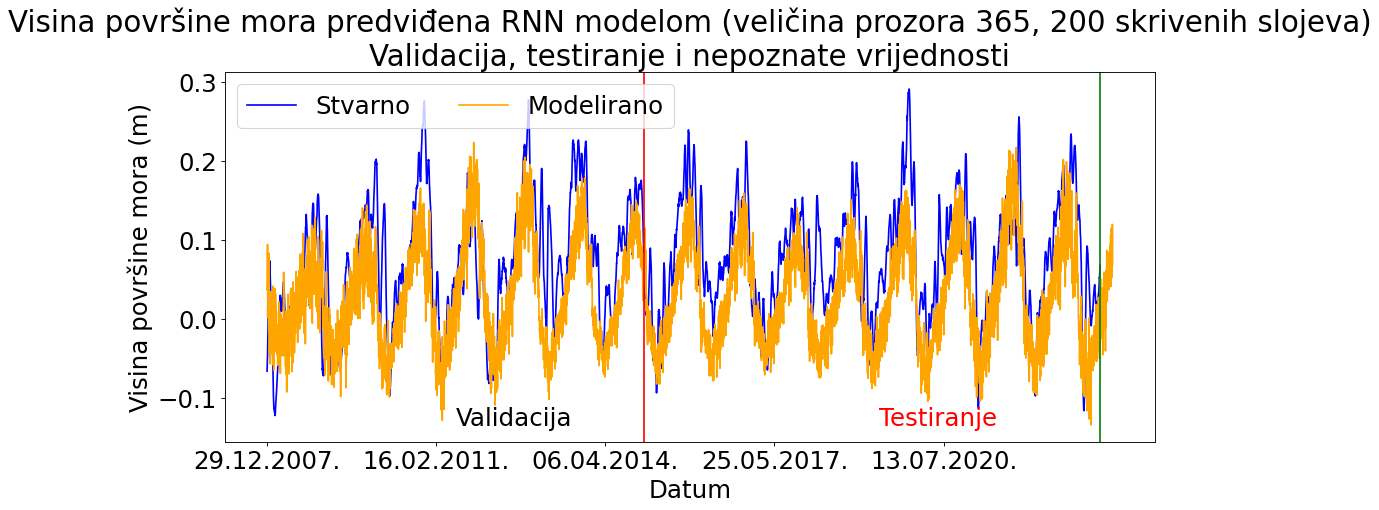 Visina površine mora predviđena RNN modelom (veličina prozora 365, 200 skrivenih slojeva)
Validacija, testiranje i nepoznate vrijednosti
Stvarno Modelirano
Visina površine mora (m)
0.3
0.2
0.1
0.0
−0.1
Validacija
Testiranje
29.12.2007. 16.02.2011. 06.04.2014. 25.05.2017. 13.07.2020.
Datum